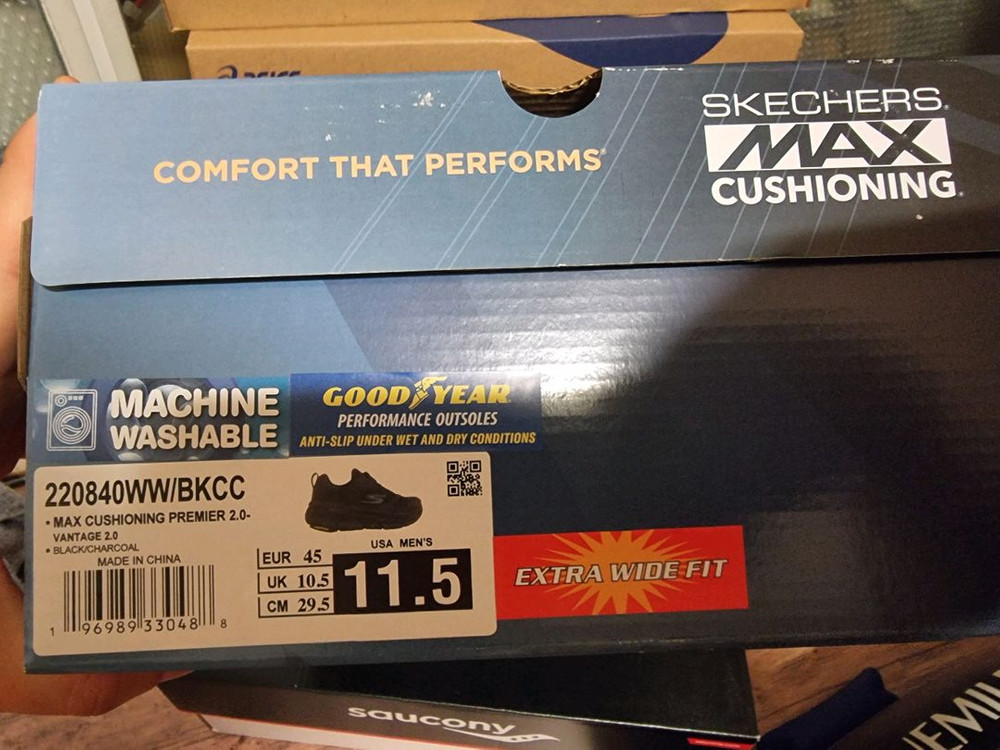 ASICS
SKECHERS
MAX
CUSHIONING
COMFORT THAT PERFORMS®
MACHINE
WASHABLE
GOODYEAR
PERFORMANCE OUTSOLES
ANTI-SLIP UNDER WET AND DRY CONDITIONS
220840WW/BKCC
• MAX CUSHIONING PREMIER 2.0-
VANTAGE 2.0
• BLACK/CHARCOAL
MADE IN CHINA
1 96989 33048 8
EUR 45
UK 10.5
CM 29.5
USA MEN'S
11.5
EXTRA WIDE FIT
saucony